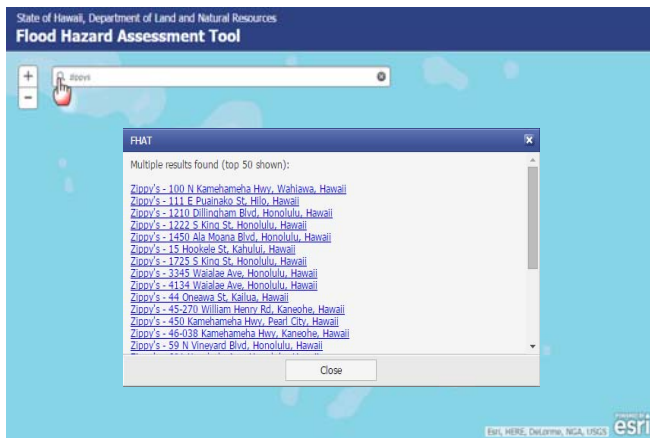 State of Hawaii, Department of Land and Natural Resources
Flood Hazard Assessment Tool
+
zippys
−
FHAT
Multiple results found (top 50 shown):
Zippy's - 100 N Kamehameha Hwy, Wahiawa, Hawaii
Zippy's - 111 E Puainako St, Hilo, Hawaii
Zippy's - 1210 Dillingham Blvd, Honolulu, Hawaii
Zippy's - 1222 S King St, Honolulu, Hawaii
Zippy's - 1450 Ala Moana Blvd, Honolulu, Hawaii
Zippy's - 15 Hookele St, Kahului, Hawaii
Zippy's - 1725 S King St, Honolulu, Hawaii
Zippy's - 3345 Waialae Ave, Honolulu, Hawaii
Zippy's - 4134 Waialae Ave, Honolulu, Hawaii
Zippy's - 44 Oneawa St, Kailua, Hawaii
Zippy's - 45-270 William Henry Rd, Kaneohe, Hawaii
Zippy's - 450 Kamehameha Hwy, Pearl City, Hawaii
Zippy's - 46-038 Kamehameha Hwy, Kaneohe, Hawaii
Zippy's - 59 N Vineyard Blvd, Honolulu, Hawaii
Close
Esri, HERE, DeLorme, NGA, USGS
POWERED BY
esri